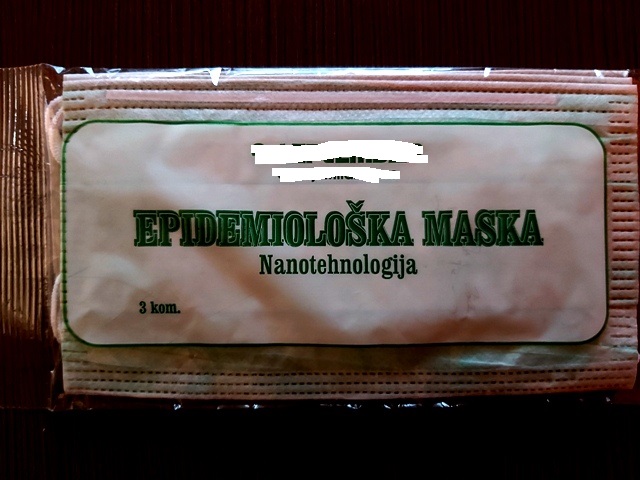 EPIDEMIOLOŠKA MASKA
Nanotehnologija
3 kom.